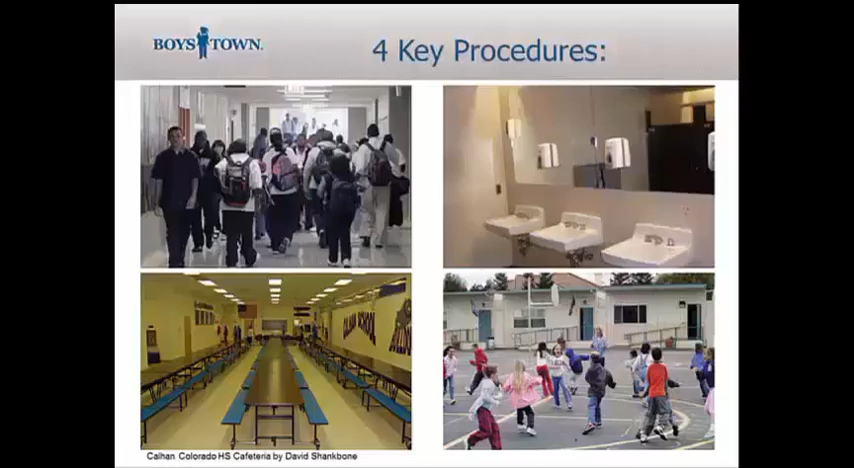 BOYS TOWN.
4 Key Procedures:
Calhan Colorado HS Cafeteria by David Shankbone